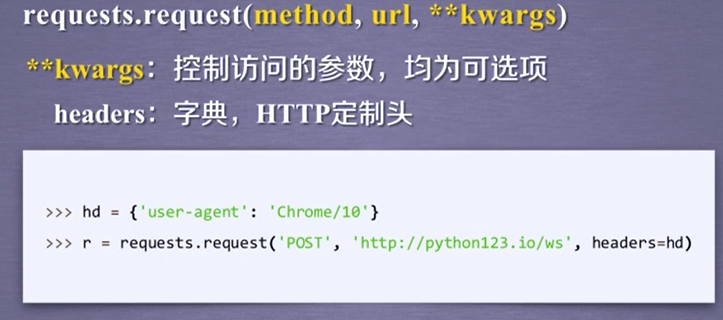 requests.request(method, url, **kwargs)
**kwargs：控制访问的参数，均为可选项
headers：字典，HTTP定制头
>>> hd = {'user-agent': 'Chrome/10'}
>>> r = requests.request('POST', 'http://python123.io/ws', headers=hd)